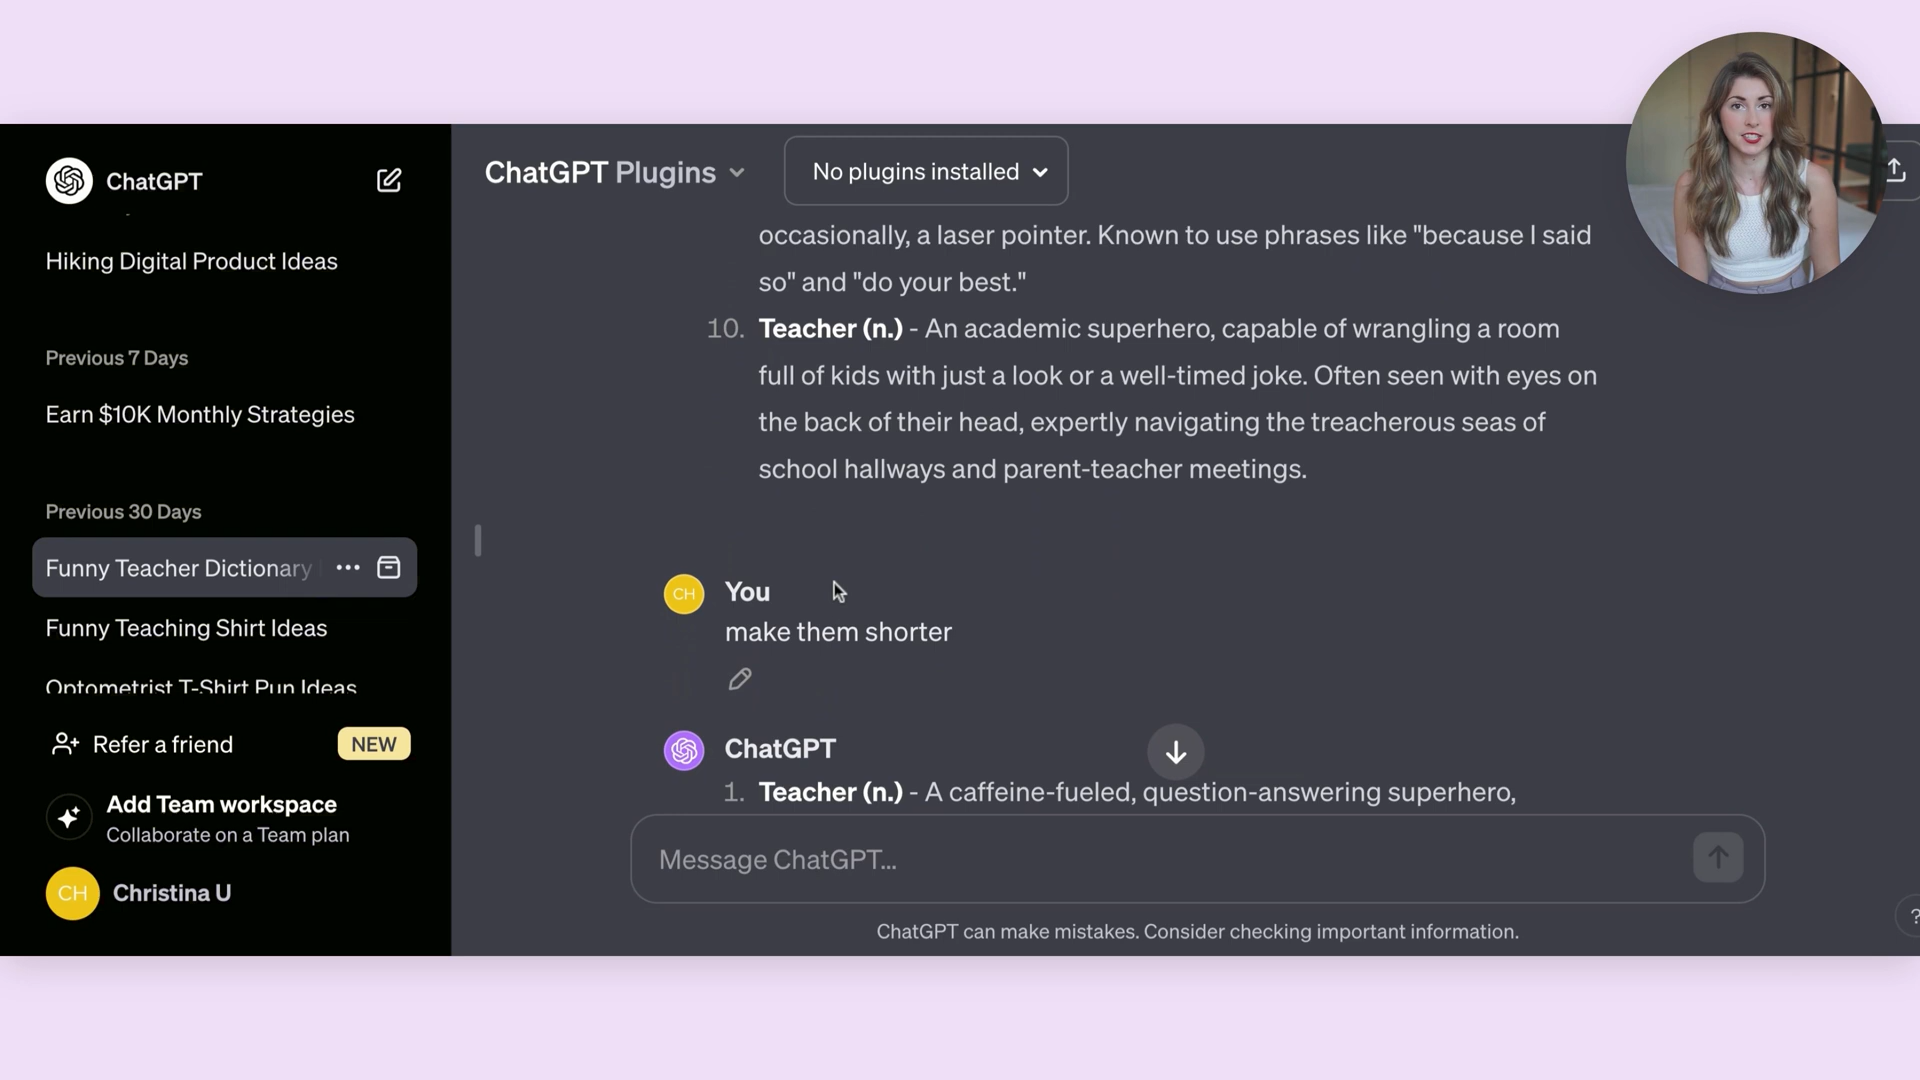 ChatGPT
Hiking Digital Product Ideas
Previous 7 Days
Earn $10K Monthly Strategies
Previous 30 Days
Funny Teacher Dictionary
Funny Teaching Shirt Ideas
Optometrist T-Shirt Pun Ideas
Refer a friend
NEW
Add Team workspace
Collaborate on a Team plan
CH
Christina U
ChatGPT Plugins
No plugins installed
occasionally, a laser pointer. Known to use phrases like "because I said
so" and "do your best."
10. Teacher (n.) - An academic superhero, capable of wrangling a room
full of kids with just a look or a well-timed joke. Often seen with eyes on
the back of their head, expertly navigating the treacherous seas of
school hallways and parent-teacher meetings.
CH
You
make them shorter
ChatGPT
1. Teacher (n.) - A caffeine-fueled, question-answering superhero,
Message ChatGPT...
ChatGPT can make mistakes. Consider checking important information.
?